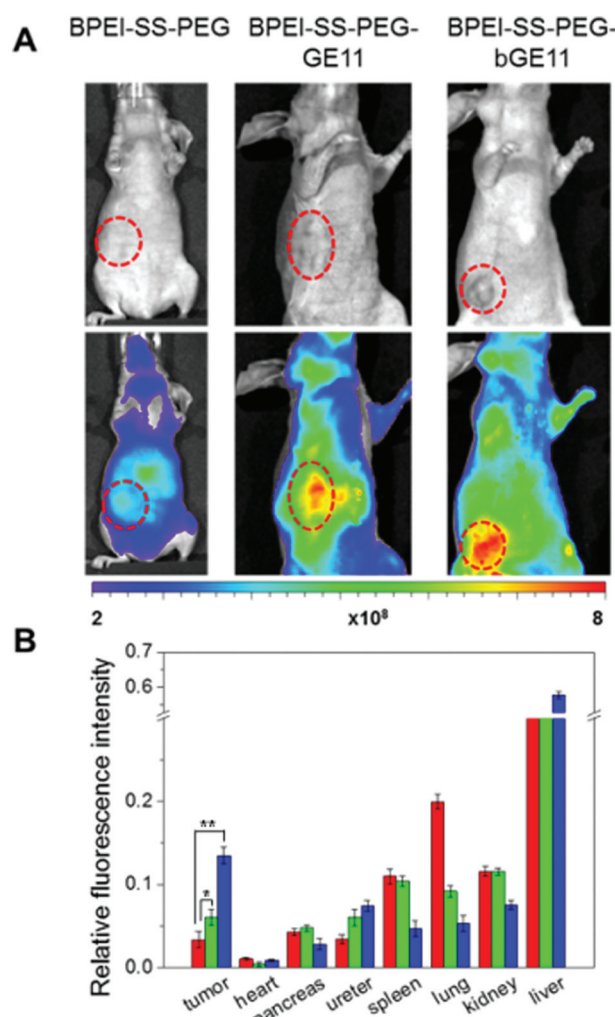 A
BPEI-SS-PEG
BPEI-SS-PEG-
GE11
BPEI-SS-PEG-
bGE11
2
x10⁸
8
B
Relative fluorescence intensity
0.7
0.6
0.2
0.1
0.0
**
*
tumor
heart
pancreas
ureter
spleen
lung
kidney
liver